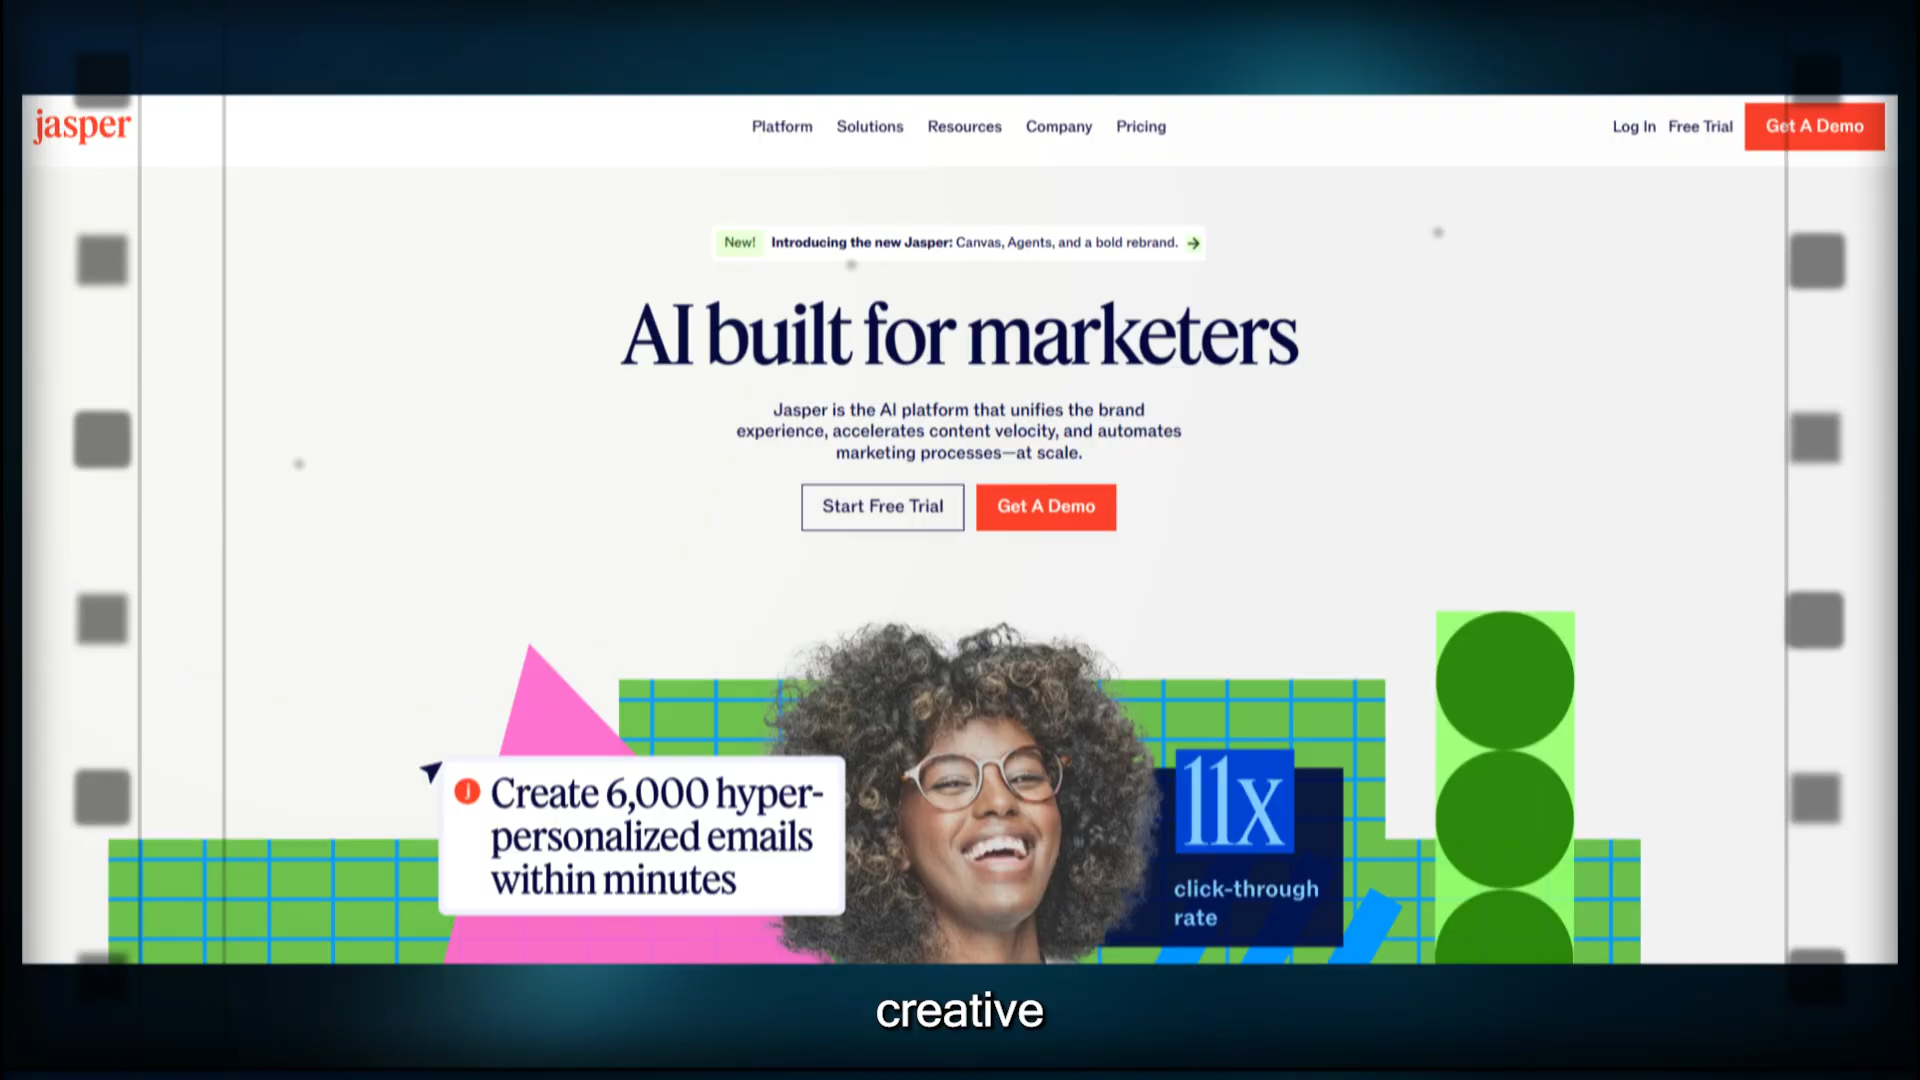 jasper
Platform Solutions Resources Company Pricing
Log In Free Trial Get A Demo
New! Introducing the new Jasper: Canvas, Agents, and a bold rebrand. →
AI built for marketers
Jasper is the AI platform that unifies the brand
experience, accelerates content velocity, and automates
marketing processes—at scale.
Start Free Trial Get A Demo
j Create 6,000 hyper-
personalized emails
within minutes
11x
click-through
rate
creative